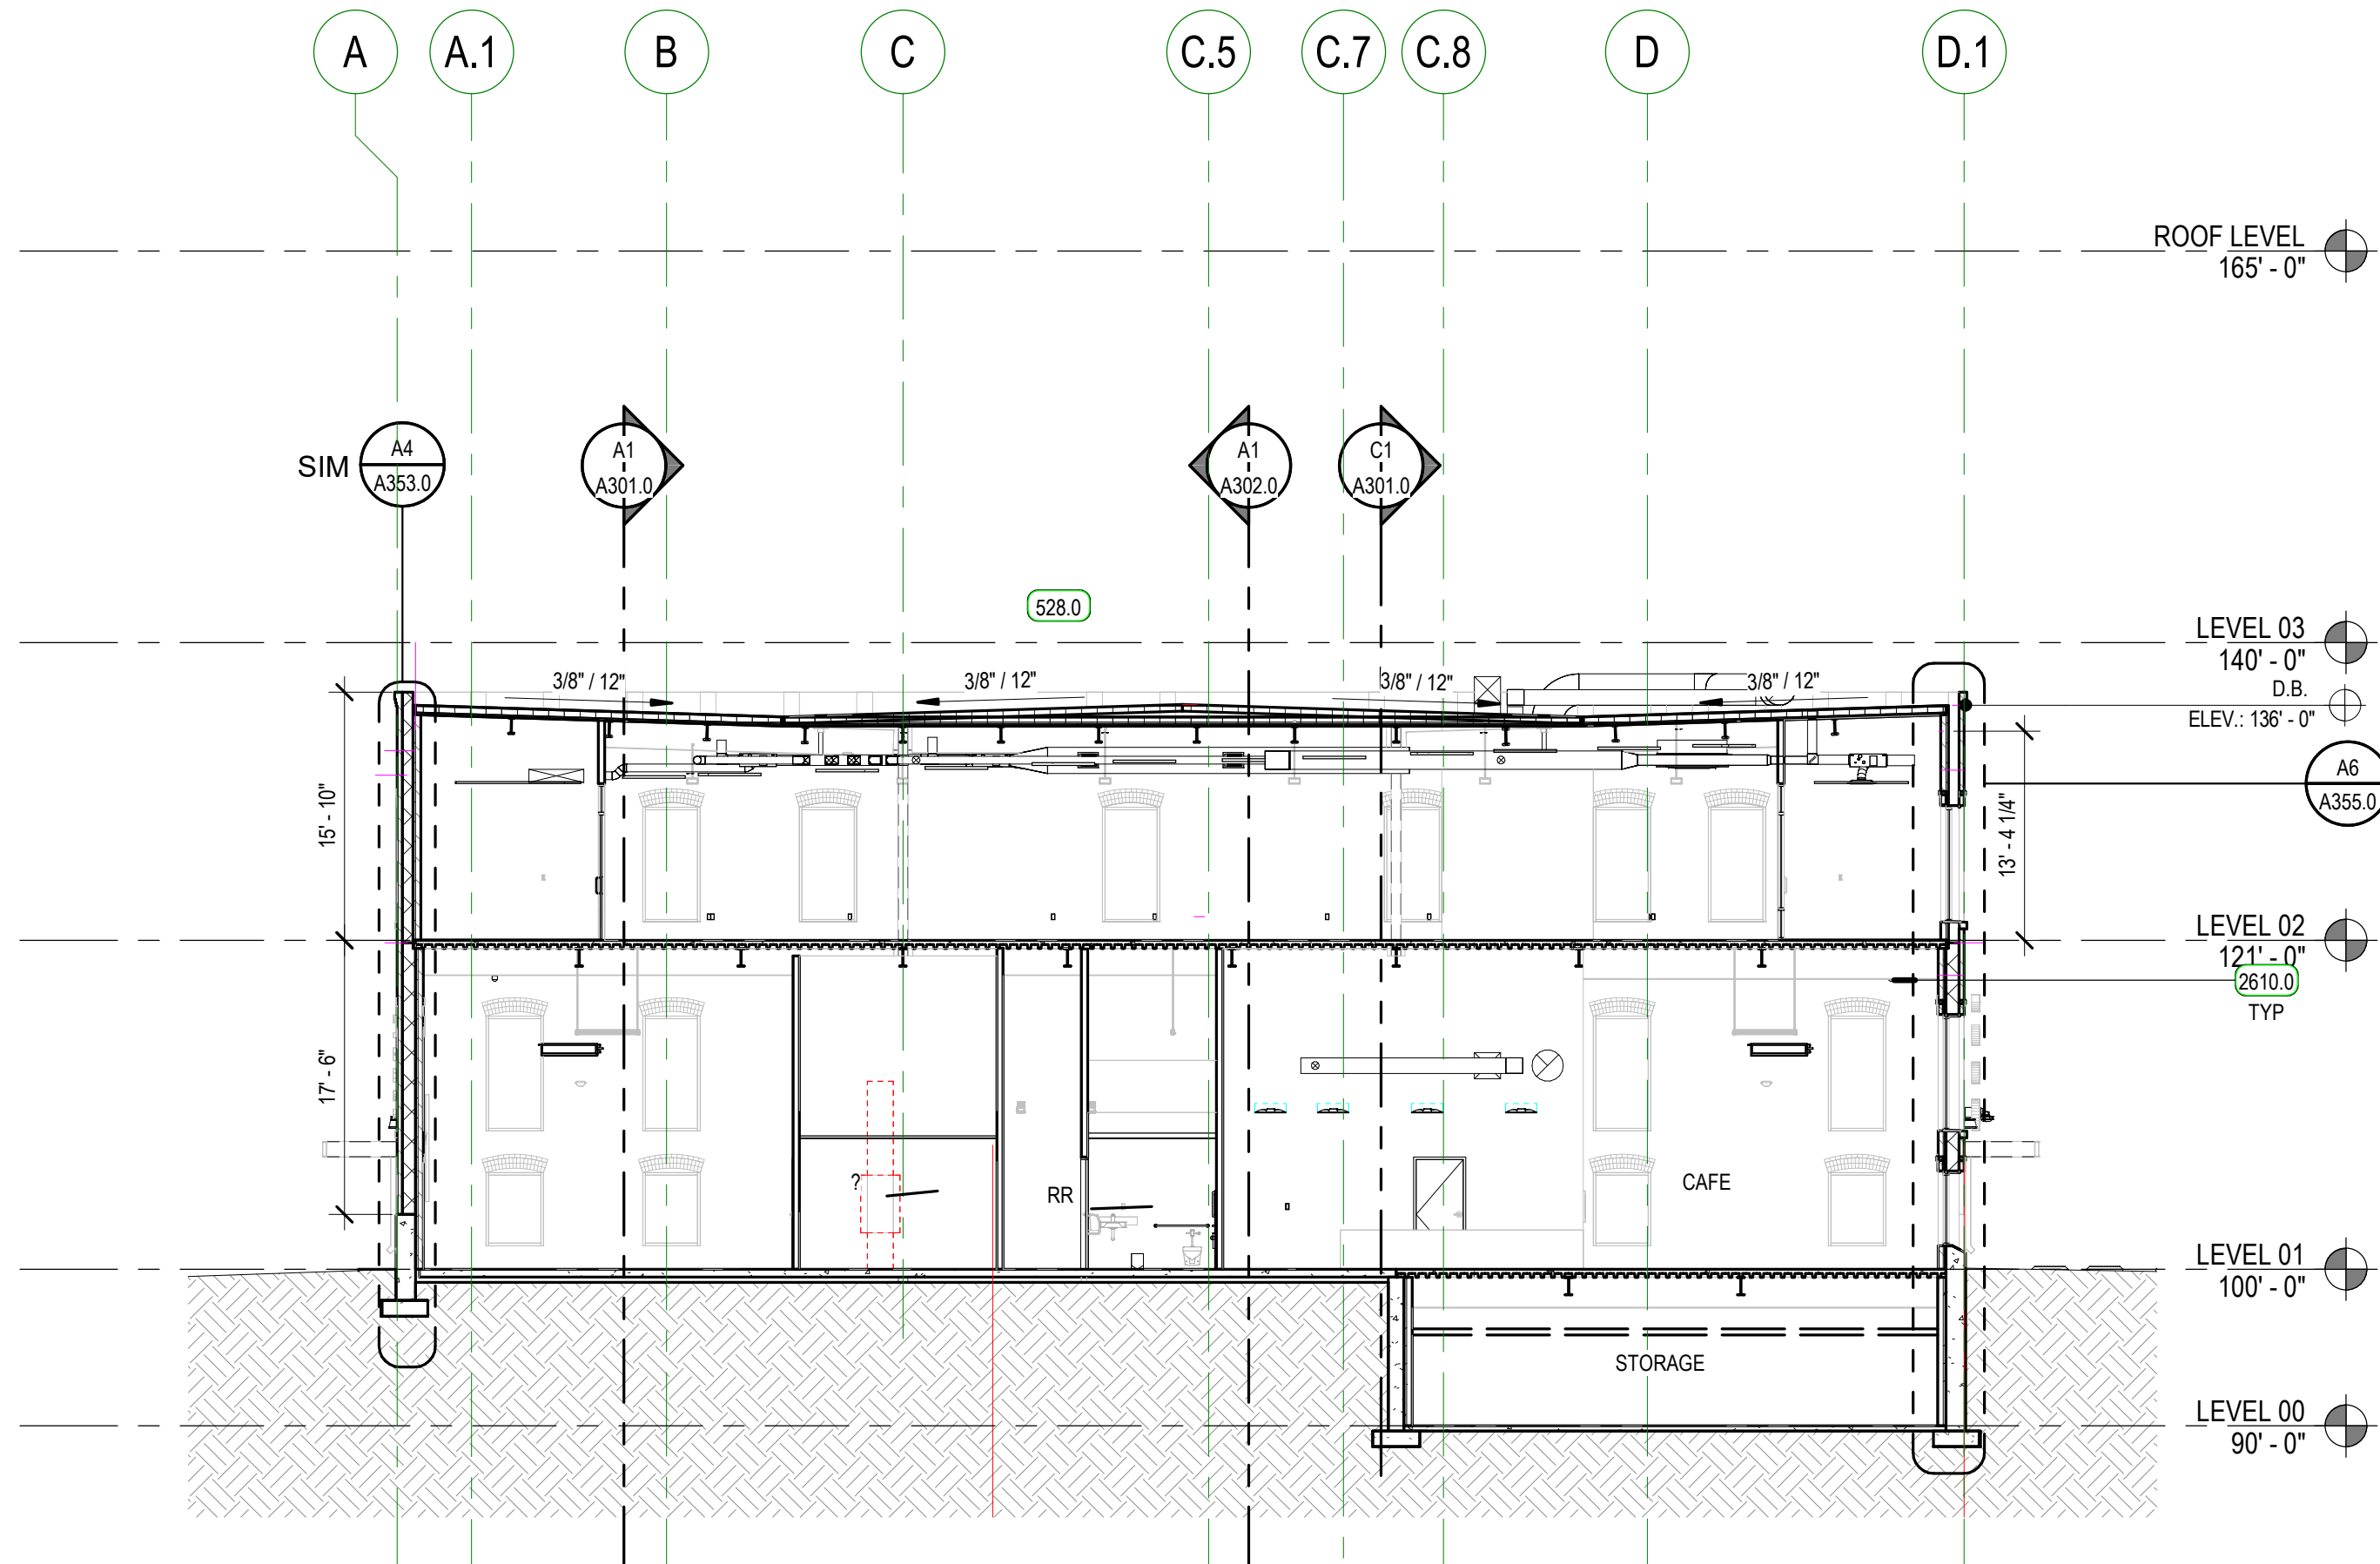 A
A.1
B
C
C.5
C.7
C.8
D
D.1
ROOF LEVEL
165' - 0"
SIM
A4
A353.0
A1
A301.0
A1
A302.0
C1
A301.0
528.0
LEVEL 03
140' - 0"
D.B.
ELEV.: 136' - 0"
3/8" / 12"
3/8" / 12"
3/8" / 12"
3/8" / 12"
A6
A355.0
15' - 10"
13' - 4 1/4"
LEVEL 02
121' - 0"
2610.0
TYP
17' - 6"
?
RR
CAFE
LEVEL 01
100' - 0"
STORAGE
LEVEL 00
90' - 0"